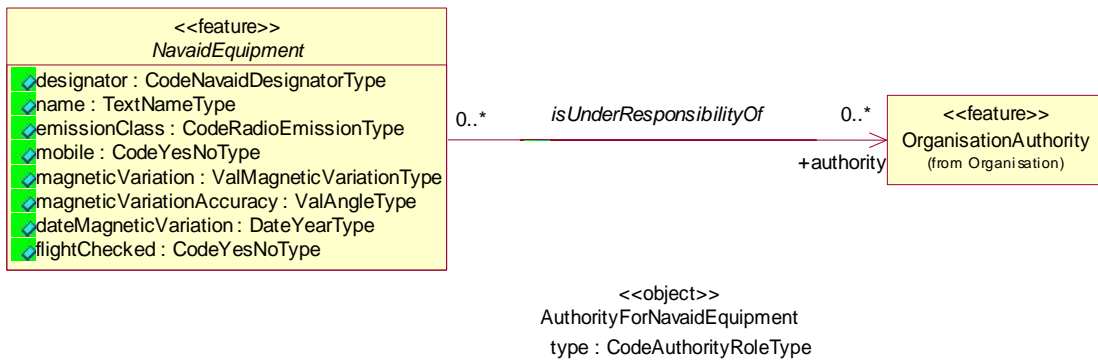 <<feature>>
NavaidEquipment
designator : CodeNavaidDesignatorType
name : TextNameType
emissionClass : CodeRadioEmissionType
mobile : CodeYesNoType
magneticVariation : ValMagneticVariationType
magneticVariationAccuracy : ValAngleType
dateMagneticVariation : DateYearType
flightChecked : CodeYesNoType
0..*
isUnderResponsibilityOf
0..*
+authority
<<feature>>
OrganisationAuthority
(from Organisation)
<<object>>
AuthorityForNavaidEquipment
type : CodeAuthorityRoleType